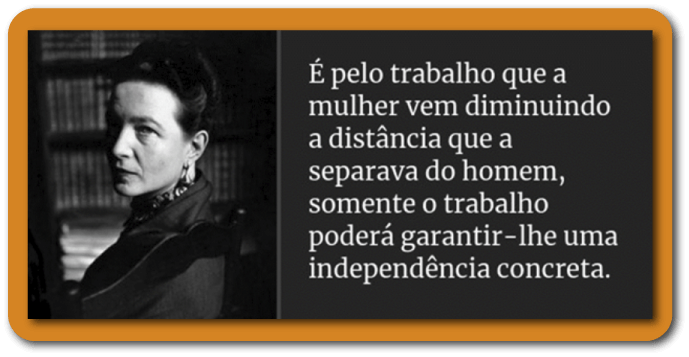 É pelo trabalho que a
mulher vem diminuindo
a distância que a
separava do homem,
somente o trabalho
poderá garantir-lhe uma
independência concreta.